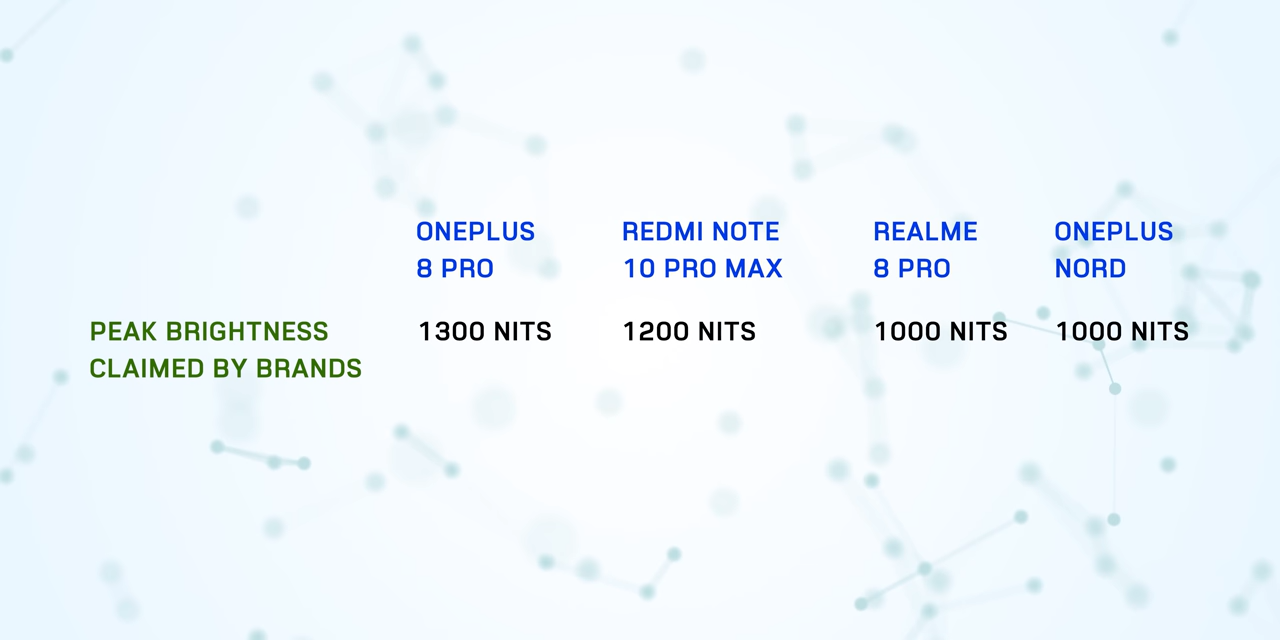 ONEPLUS REDMI NOTE REALME ONEPLUS
8 PRO 10 PRO MAX 8 PRO NORD
PEAK BRIGHTNESS 1300 NITS 1200 NITS 1000 NITS 1000 NITS
CLAIMED BY BRANDS